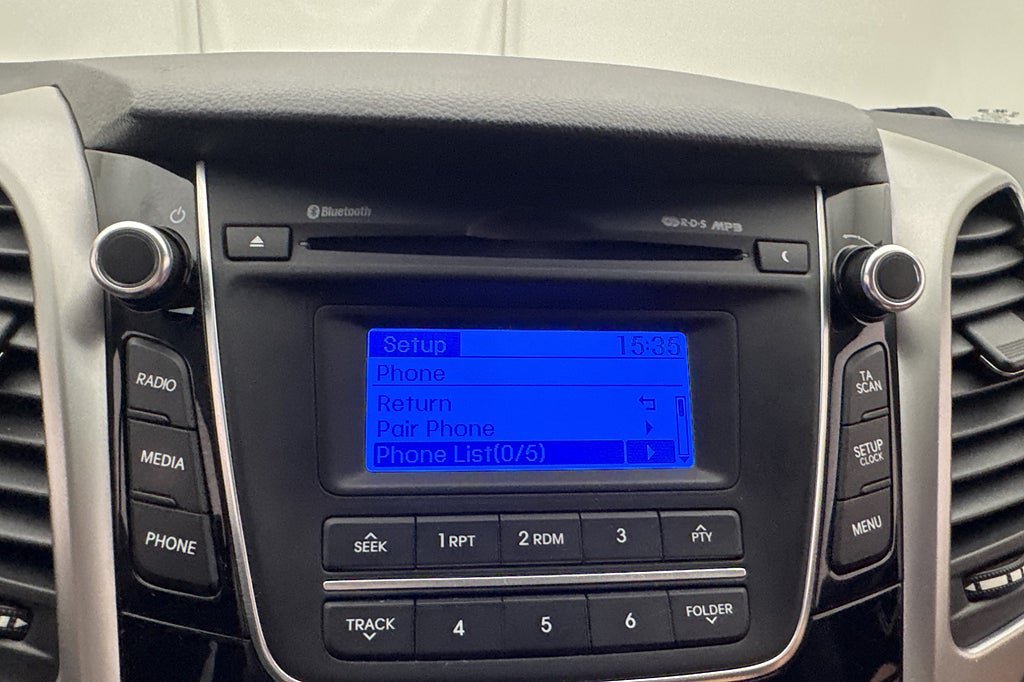 Bluetooth
R·D·S MP3
Setup 15:35
Phone
Return
Pair Phone
Phone List(0/5)
RADIO
MEDIA
PHONE
TA
SCAN
SETUP
CLOCK
MENU
SEEK
1 RPT
2 RDM
3
PTY
TRACK
4
5
6
FOLDER